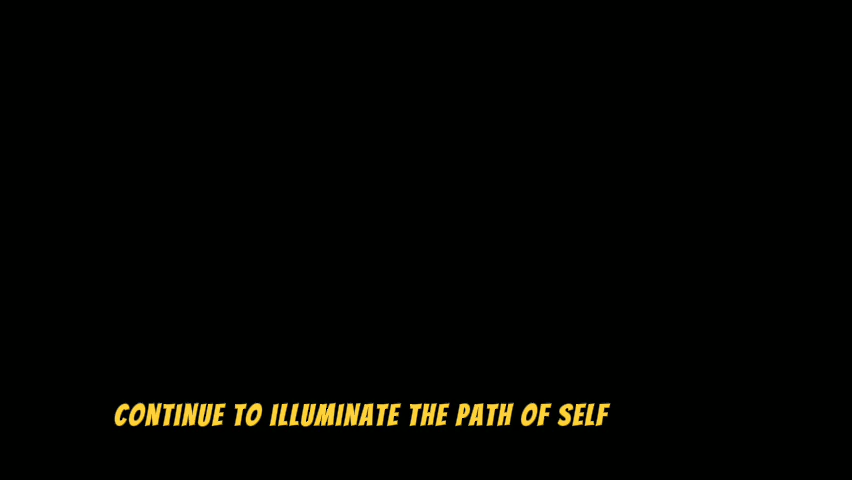 CONTINUE TO ILLUMINATE THE PATH OF SELF